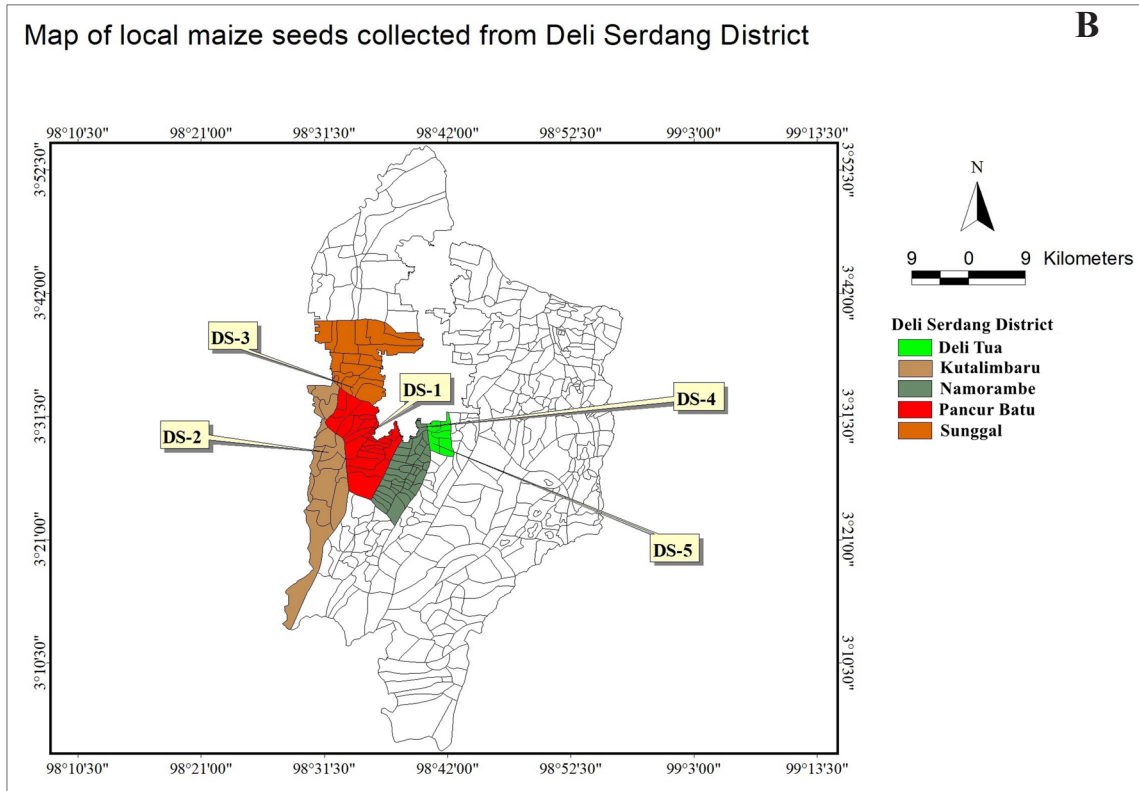 Map of local maize seeds collected from Deli Serdang District
B
98°10'30" 98°21'00" 98°31'30" 98°42'00" 98°52'30" 99°3'00" 99°13'30"
3°52'30" 3°52'30"
3°42'00" 3°42'00"
3°31'30" 3°31'30"
3°21'00" 3°21'00"
3°10'30" 3°10'30"
DS-3
DS-1
DS-4
DS-2
DS-5
98°10'30" 98°21'00" 98°31'30" 98°42'00" 98°52'30" 99°3'00" 99°13'30"
N
9 0 9 Kilometers
Deli Serdang District
Deli Tua
Kutalimbaru
Namorambe
Pancur Batu
Sunggal